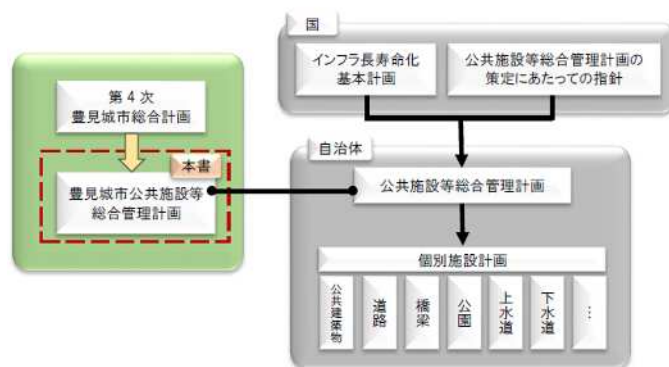 第4次
豊見城市総合計画
本書
豊見城市公共施設等
総合管理計画
国
インフラ長寿命化
基本計画
公共施設等総合管理計画の
策定にあたっての指針
自治体
公共施設等総合管理計画
個別施設計画
公共建築物
道路
橋梁
公園
上水道
下水道
…